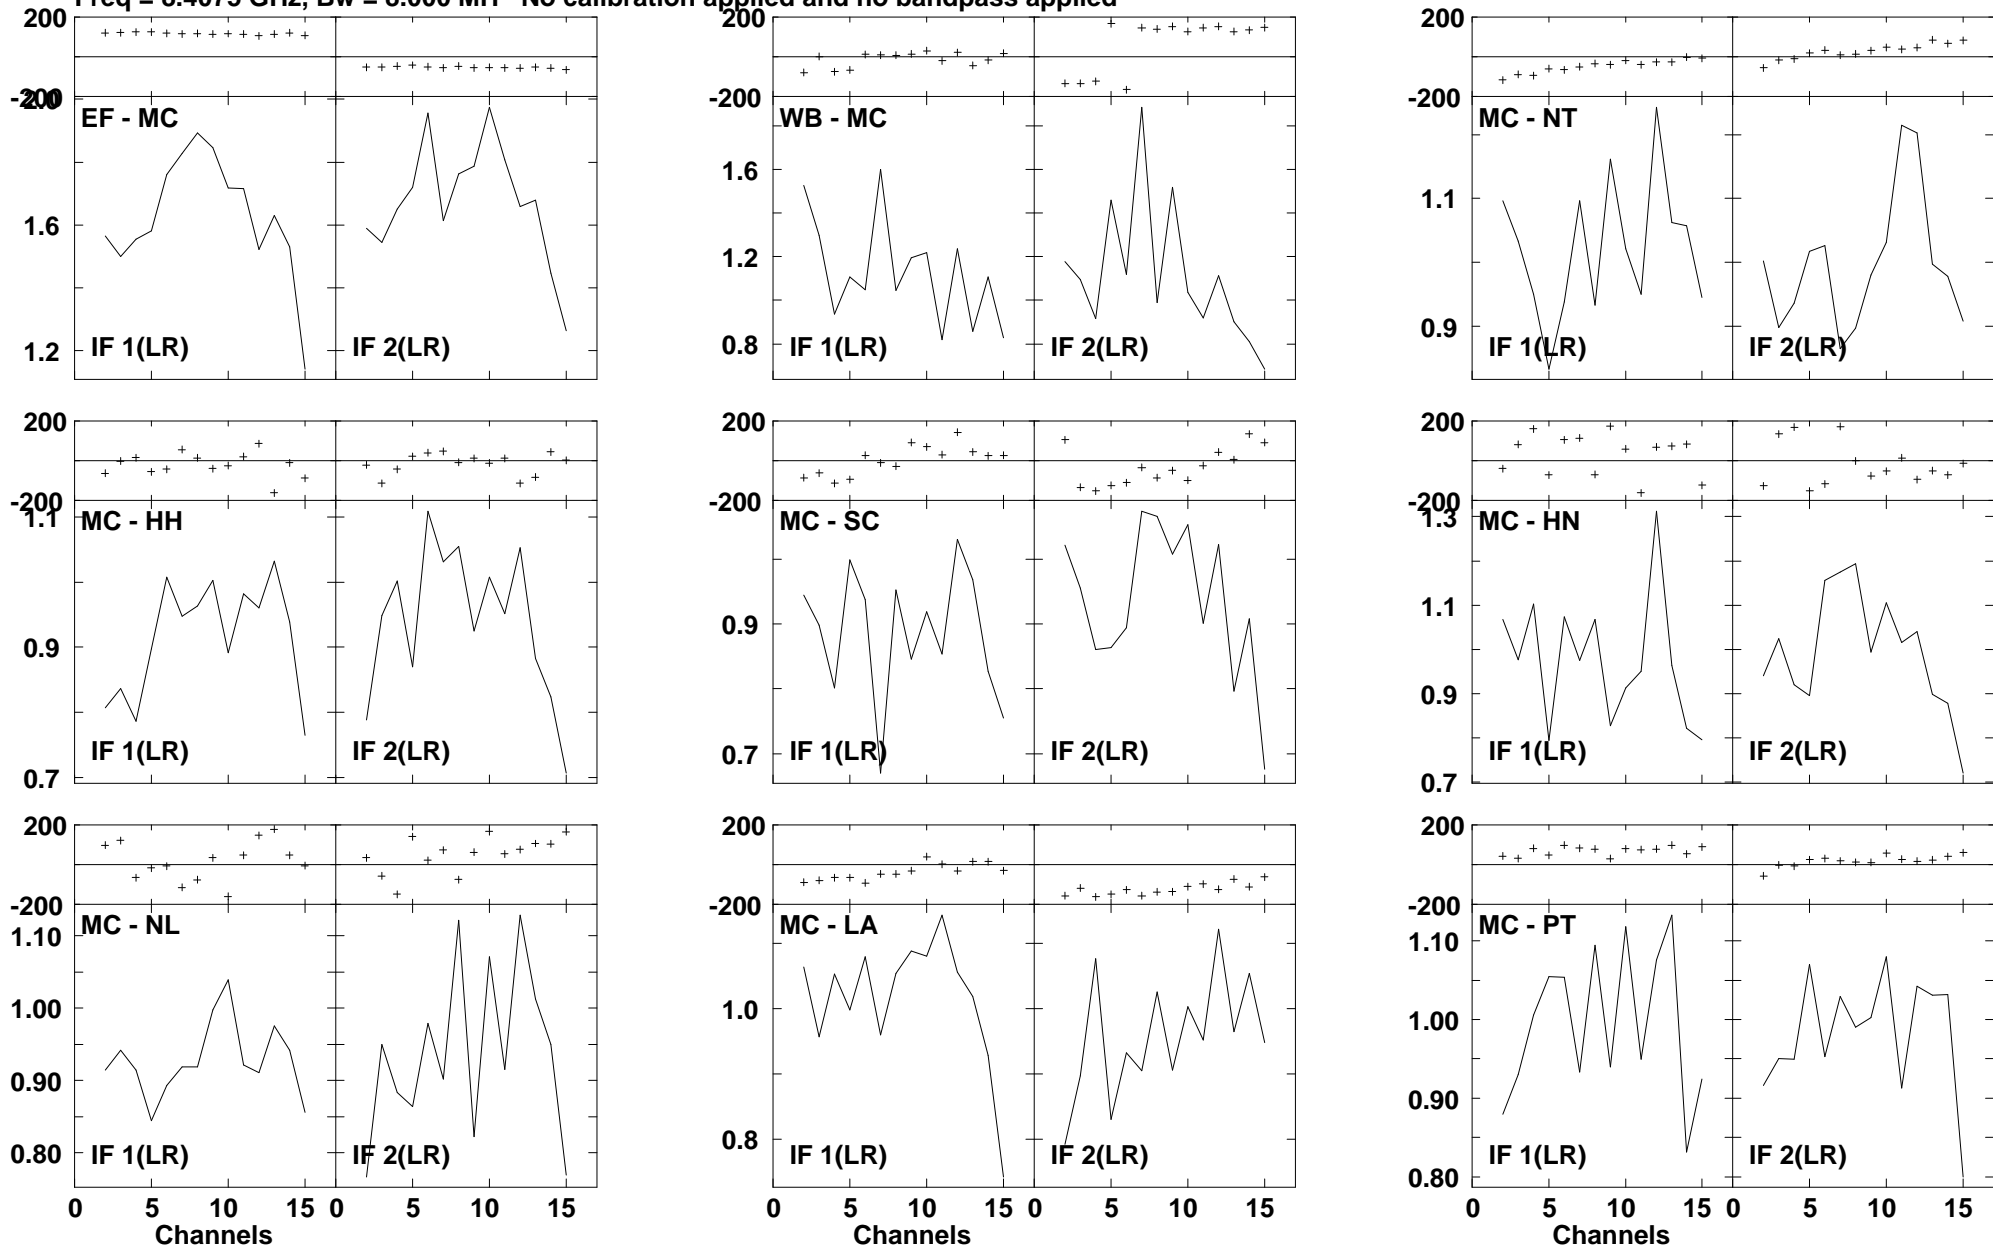 Freq = 8.4075 GHz, Bw = 8.000 MH No calibration applied and no bandpass applied
200 200 200
-200 -200 -200
2.0
EF - MC WB - MC MC - NT
1.6 1.6 1.1
1.2 1.2 0.9
0.8
IF 1(LR) IF 2(LR) IF 1(LR) IF 2(LR) IF 1(LR) IF 2(LR)
200 200 200
-200 -200 -200
1.1 1.3
MC - HH MC - SC MC - HN
0.9 0.9 1.1
0.7 0.7 0.9
0.7
IF 1(LR) IF 2(LR) IF 1(LR) IF 2(LR) IF 1(LR) IF 2(LR)
200 200 200
-200 -200 -200
MC - NL MC - LA MC - PT
1.10 1.10
1.00 1.0 1.00
0.90 0.90
0.80 0.8 0.80
IF 1(LR) IF 2(LR) IF 1(LR) IF 2(LR) IF 1(LR) IF 2(LR)
0 5 10 15 0 5 10 15 0 5 10 15 0 5 10 15 0 5 10 15 0 5 10 15
Channels Channels Channels